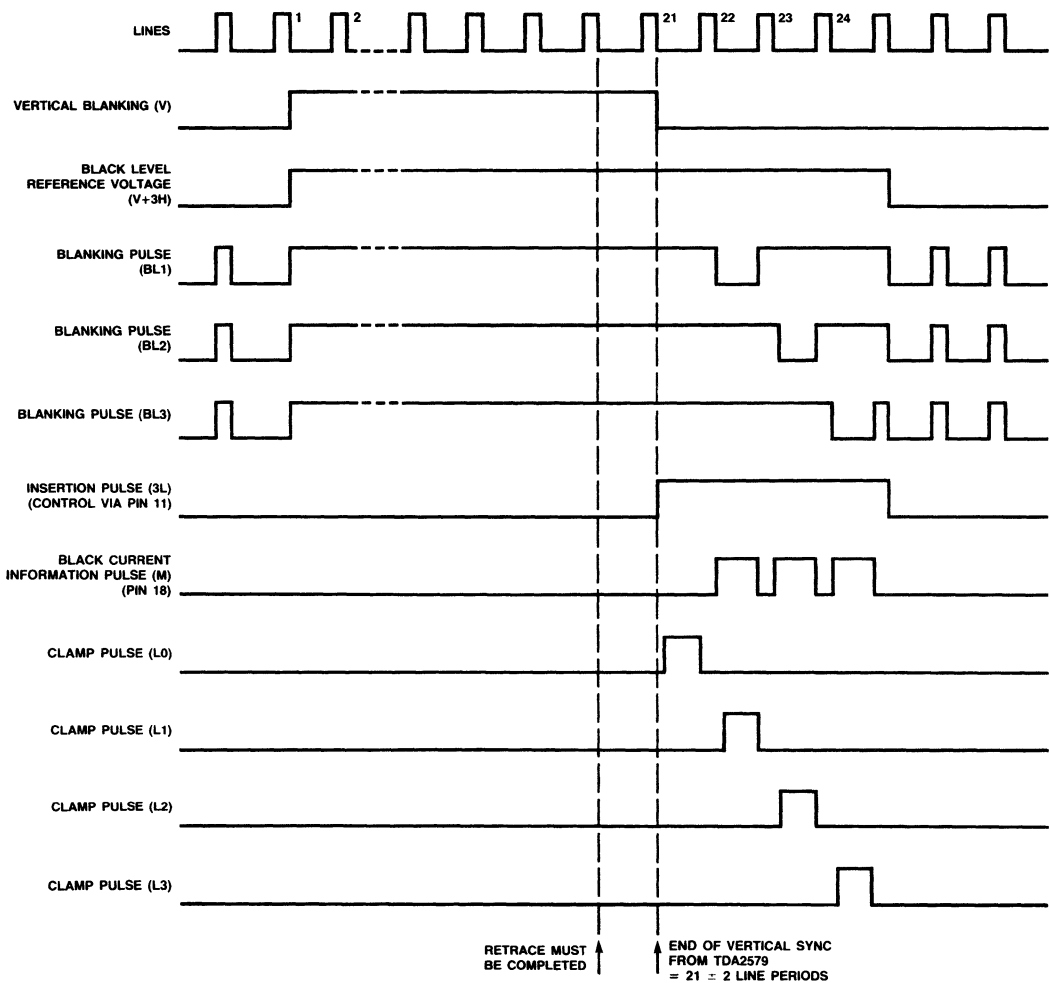 LINES
1
2
21
22
23
24
VERTICAL BLANKING (V)
BLACK LEVEL
REFERENCE VOLTAGE
(V+3H)
BLANKING PULSE
(BL1)
BLANKING PULSE
(BL2)
BLANKING PULSE (BL3)
INSERTION PULSE (3L)
(CONTROL VIA PIN 11)
BLACK CURRENT
INFORMATION PULSE (M)
(PIN 18)
CLAMP PULSE (L0)
CLAMP PULSE (L1)
CLAMP PULSE (L2)
CLAMP PULSE (L3)
RETRACE MUST
BE COMPLETED
END OF VERTICAL SYNC
FROM TDA2579
= 21 ± 2 LINE PERIODS